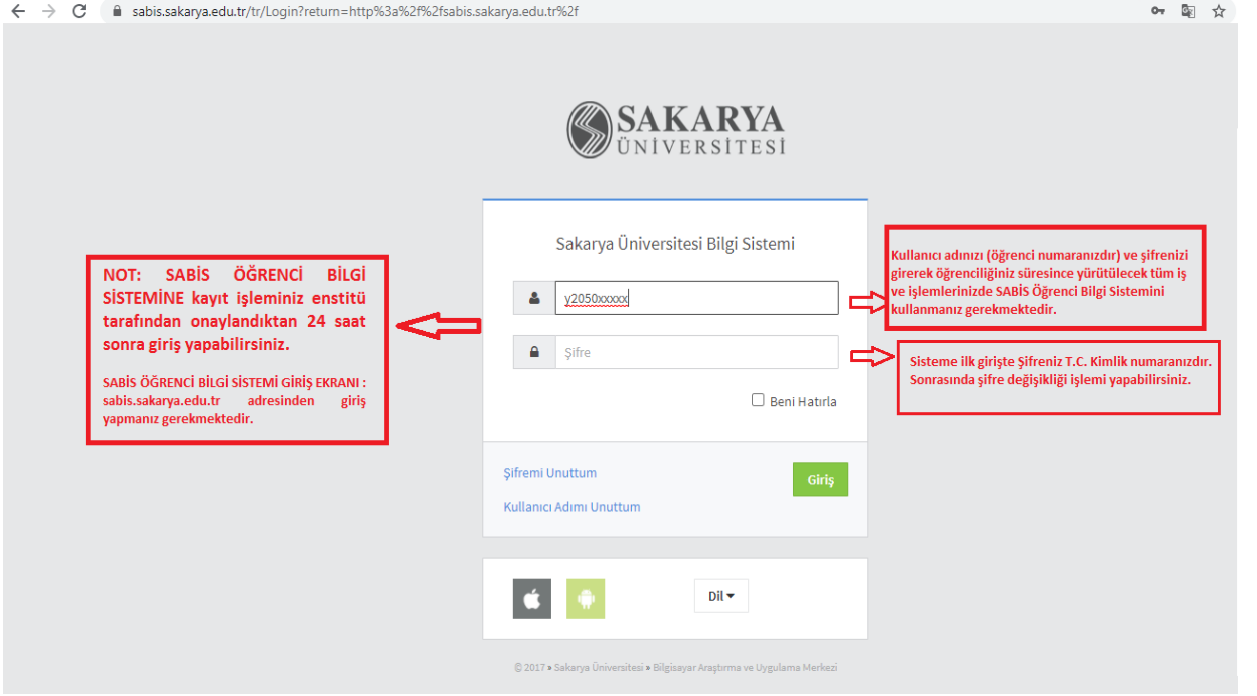 sabis.sakarya.edu.tr/tr/Login?return=http%3a%2f%2fsabis.sakarya.edu.tr%2f
SAKARYA
ÜNİVERSİTESİ
Sakarya Üniversitesi Bilgi Sistemi
y2050xxxxx
Şifre
Beni Hatırla
Şifremi Unuttum
Giriş
Kullanıcı Adımı Unuttum
Dil
© 2017 » Sakarya Üniversitesi » Bilgisayar Araştırma ve Uygulama Merkezi
NOT: SABİS ÖĞRENCİ BİLGİ
SİSTEMİNE kayıt işleminiz enstitü
tarafından onaylandıktan 24 saat
sonra giriş yapabilirsiniz.
SABİS ÖĞRENCİ BİLGİ SİSTEMİ GİRİŞ EKRANI :
sabis.sakarya.edu.tr adresinden giriş
yapmanız gerekmektedir.
Kullanıcı adınızı (öğrenci numaranızdır) ve şifrenizi
girerek öğrenciliğiniz süresince yürütülecek tüm iş
ve işlemlerinizde SABİS Öğrenci Bilgi Sistemini
kullanmanız gerekmektedir.
Sisteme ilk girişte Şifreniz T.C. Kimlik numaranızdır.
Sonrasında şifre değişikliği işlemi yapabilirsiniz.